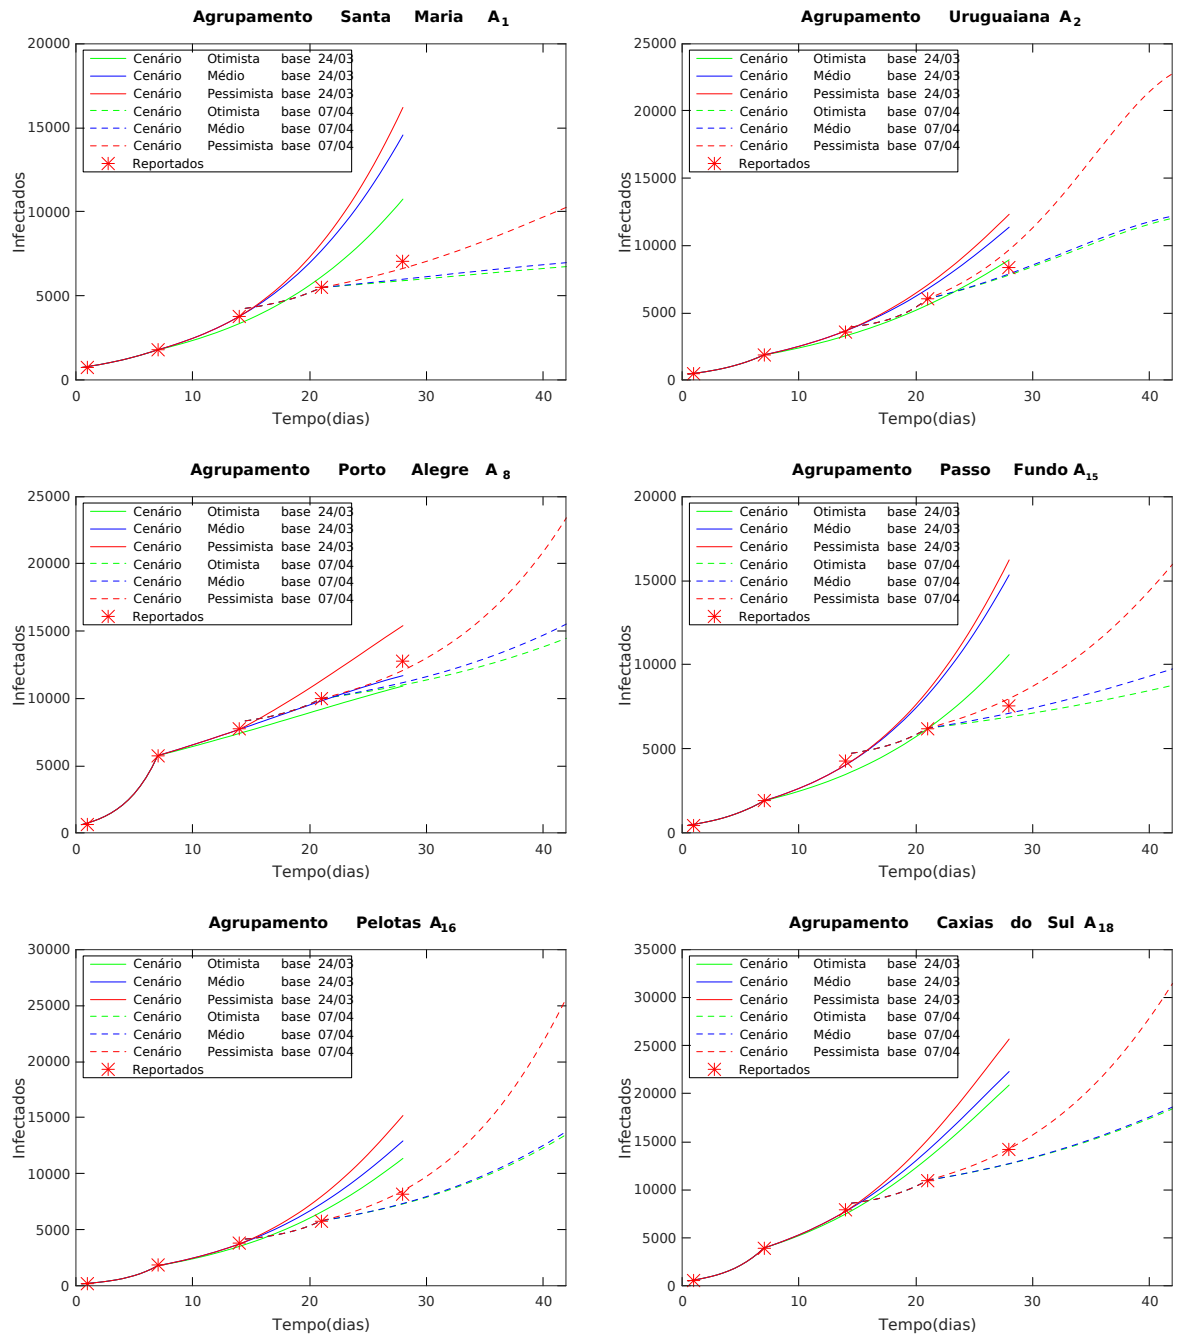 Agrupamento Santa Maria A1
20000
15000
10000
5000
0
Infectados
Cenário Otimista base 24/03
Cenário Médio base 24/03
Cenário Pessimista base 24/03
Cenário Otimista base 07/04
Cenário Médio base 07/04
Cenário Pessimista base 07/04
Reportados
0 10 20 30 40
Tempo(dias)
Agrupamento Uruguaiana A2
25000
20000
15000
10000
5000
0
Infectados
Cenário Otimista base 24/03
Cenário Médio base 24/03
Cenário Pessimista base 24/03
Cenário Otimista base 07/04
Cenário Médio base 07/04
Cenário Pessimista base 07/04
Reportados
0 10 20 30 40
Tempo(dias)
Agrupamento Porto Alegre A8
25000
20000
15000
10000
5000
0
Infectados
Cenário Otimista base 24/03
Cenário Médio base 24/03
Cenário Pessimista base 24/03
Cenário Otimista base 07/04
Cenário Médio base 07/04
Cenário Pessimista base 07/04
Reportados
0 10 20 30 40
Tempo(dias)
Agrupamento Passo Fundo A15
20000
15000
10000
5000
0
Infectados
Cenário Otimista base 24/03
Cenário Médio base 24/03
Cenário Pessimista base 24/03
Cenário Otimista base 07/04
Cenário Médio base 07/04
Cenário Pessimista base 07/04
Reportados
0 10 20 30 40
Tempo(dias)
Agrupamento Pelotas A16
30000
25000
20000
15000
10000
5000
0
Infectados
Cenário Otimista base 24/03
Cenário Médio base 24/03
Cenário Pessimista base 24/03
Cenário Otimista base 07/04
Cenário Médio base 07/04
Cenário Pessimista base 07/04
Reportados
0 10 20 30 40
Tempo(dias)
Agrupamento Caxias do Sul A18
35000
30000
25000
20000
15000
10000
5000
0
Infectados
Cenário Otimista base 24/03
Cenário Médio base 24/03
Cenário Pessimista base 24/03
Cenário Otimista base 07/04
Cenário Médio base 07/04
Cenário Pessimista base 07/04
Reportados
0 10 20 30 40
Tempo(dias)